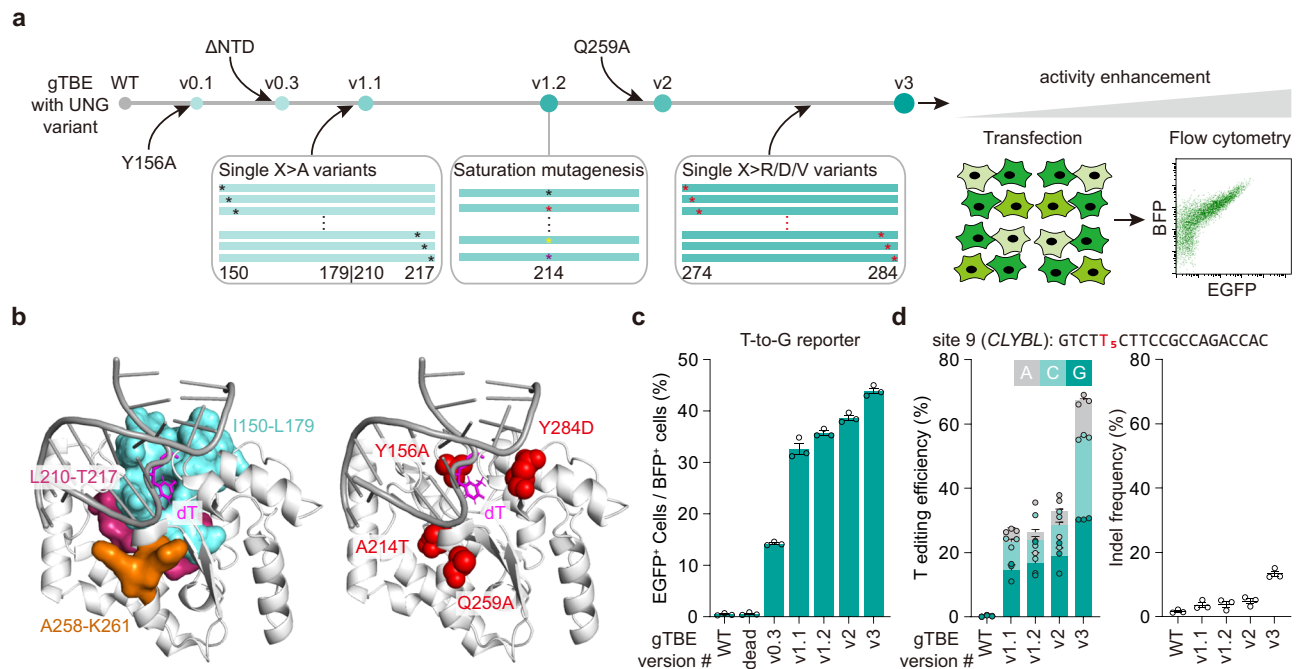 a
gTBE
with UNG
variant
WT
v0.1
ΔNTD
v0.3
v1.1
v1.2
Q259A
v2
v3
Y156A
Single X>A variants
150
179|210
217
Saturation mutagenesis
214
Single X>R/D/V variants
274
284
activity enhancement
Transfection
Flow cytometry
BFP
EGFP
b
I150-L179
L210-T217
dT
A258-K261
Y156A
Y284D
dT
A214T
Q259A
c
T-to-G reporter
EGFP⁺ Cells / BFP⁺ cells (%)
50
40
30
20
10
0
gTBE
version #
WT
dead
v0.3
v1.1
v1.2
v2
v3
d
site 9 (CLYBL): GTCTT₅CTTCCGCCAGACCAC
T editing efficiency (%)
80
60
40
20
0
A C G
gTBE
version #
WT
v1.1
v1.2
v2
v3
Indel frequency (%)
80
60
40
20
0
WT
v1.1
v1.2
v2
v3